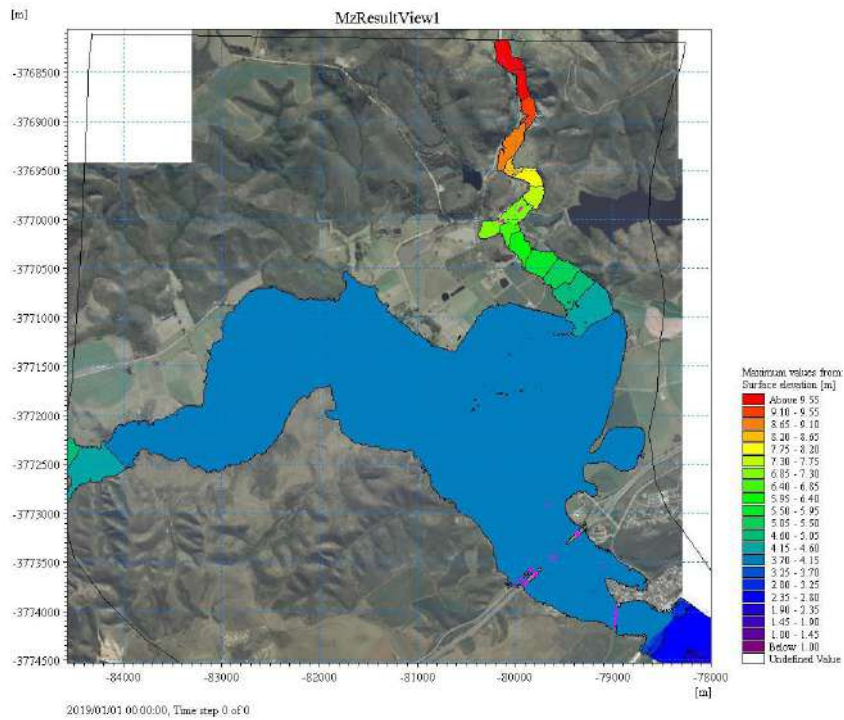 [m]
MzResultView1
-3768500
-3769000
-3769500
-3770000
-3770500
-3771000
-3771500
-3772000
-3772500
-3773000
-3773500
-3774000
-3774500
-84000
-83000
-82000
-81000
-80000
-79000
-78000
[m]
Maximum values from:
Surface elevation [m]
Above 9.55
9.10 - 9.55
8.65 - 9.10
8.20 - 8.65
7.75 - 8.20
7.30 - 7.75
6.85 - 7.30
6.40 - 6.85
5.95 - 6.40
5.50 - 5.95
5.05 - 5.50
4.60 - 5.05
4.15 - 4.60
3.70 - 4.15
3.25 - 3.70
2.80 - 3.25
2.35 - 2.80
1.90 - 2.35
1.45 - 1.90
1.00 - 1.45
Below 1.00
Undefined Value
2019/01/01 00:00:00, Time step 0 of 0